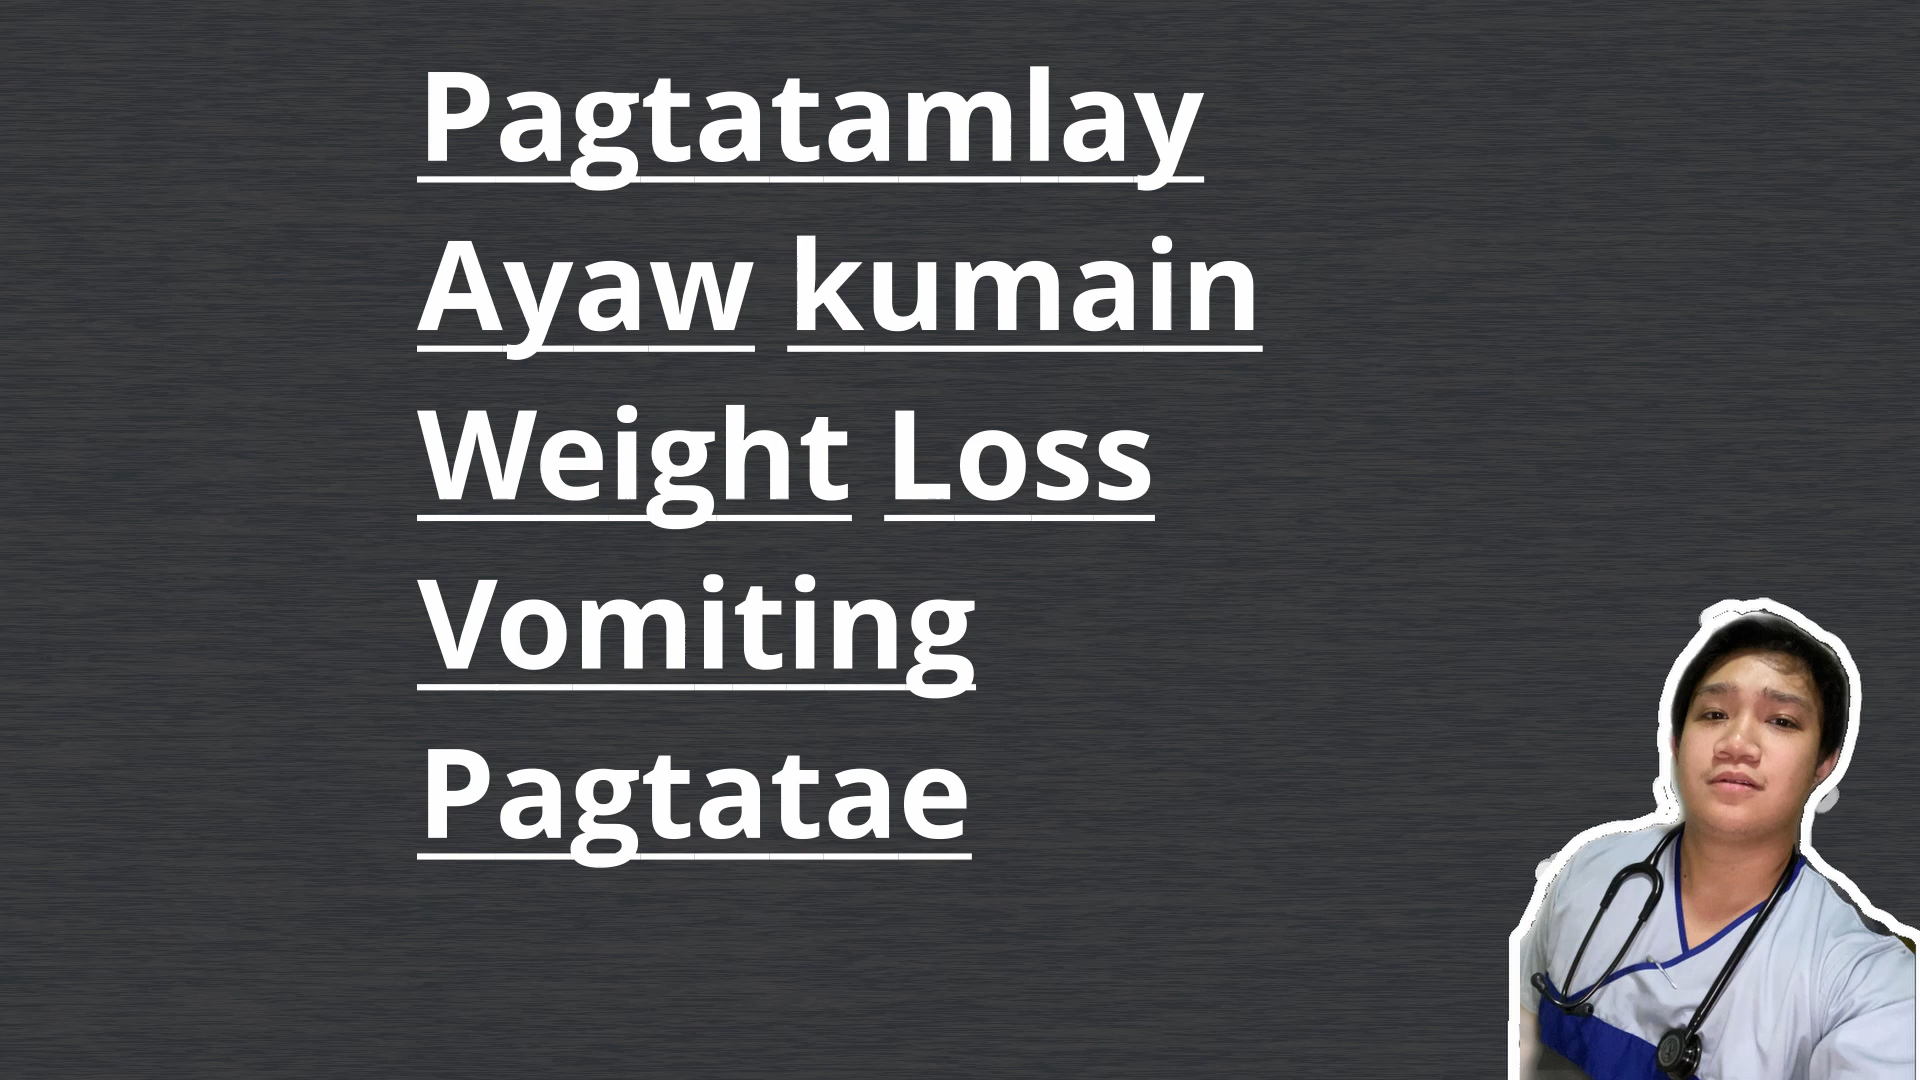 Pagtatamlay
Ayaw kumain
Weight Loss
Vomiting
Pagtatae